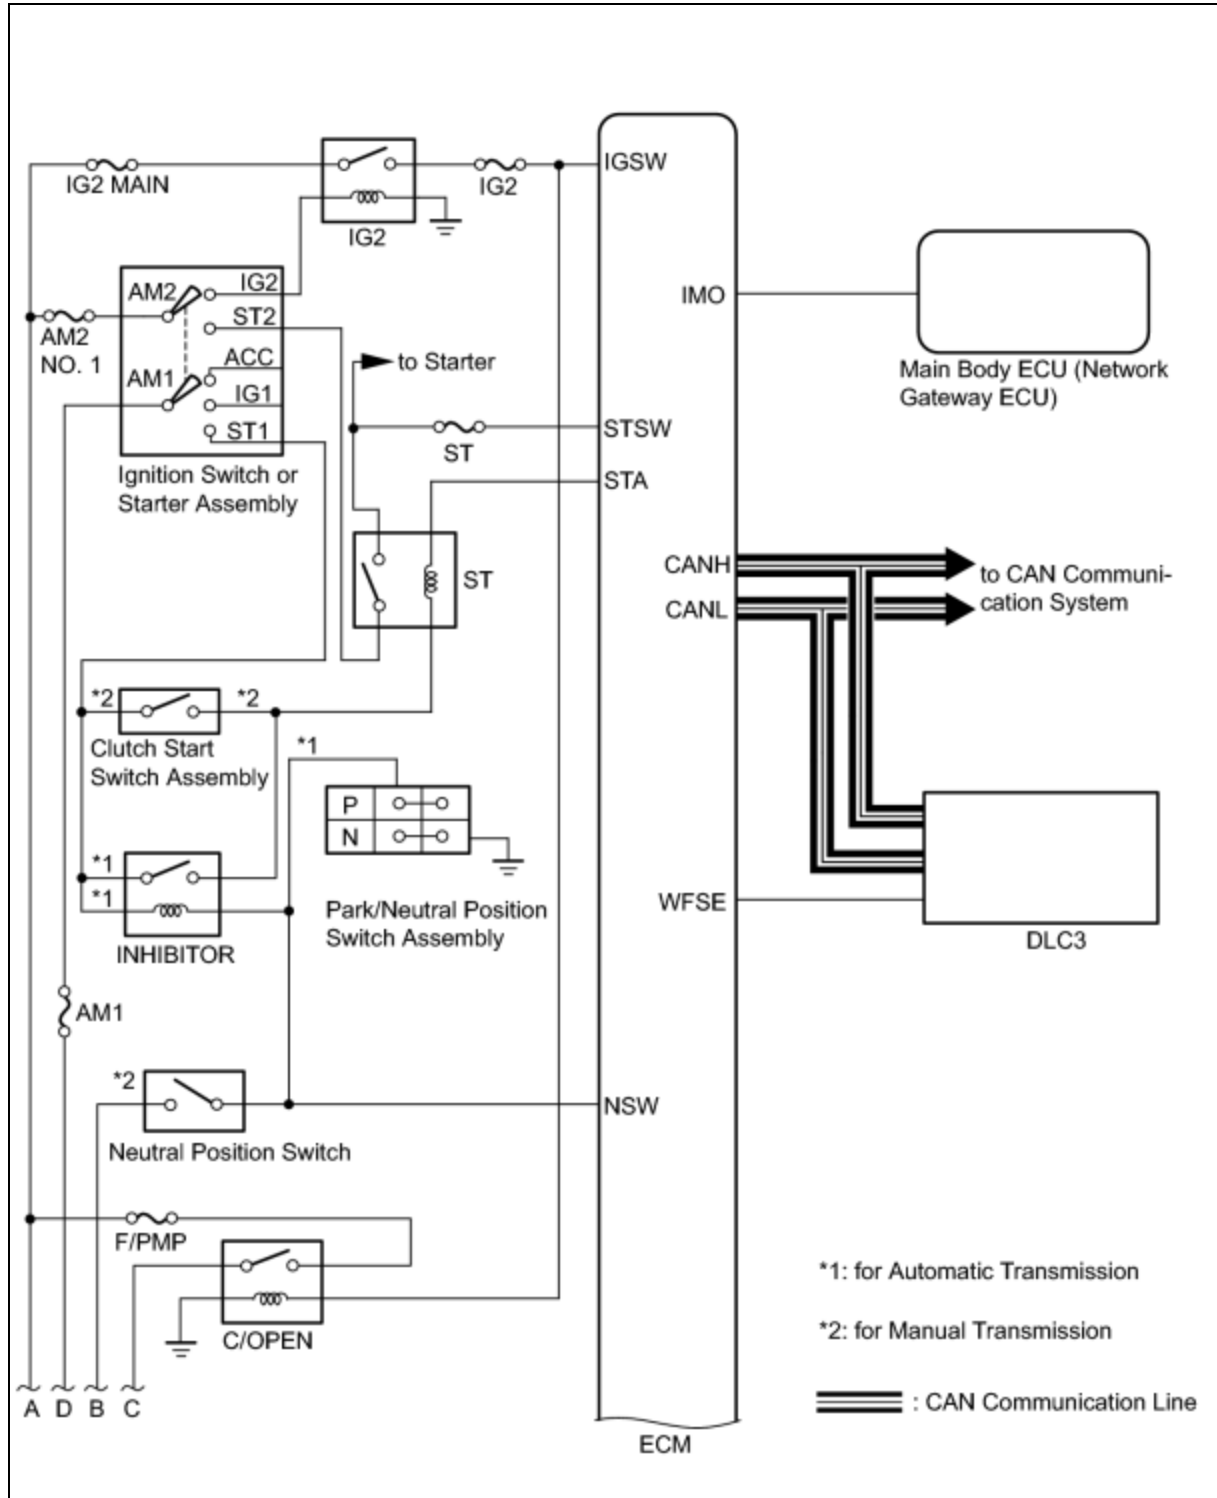 IG2 MAIN
IG2
IG2
IGSW
AM2
IG2
ST2
AM2
NO. 1
ACC
AM1
IG1
ST1
Ignition Switch or
Starter Assembly
to Starter
ST
STSW
STA
ST
IMO
Main Body ECU (Network
Gateway ECU)
CANH
CANL
to CAN Communi-
cation System
*2
*2
Clutch Start
Switch Assembly
*1
P
N
*1
*1
INHIBITOR
Park/Neutral Position
Switch Assembly
WFSE
DLC3
AM1
*2
Neutral Position Switch
NSW
F/PMP
C/OPEN
*1: for Automatic Transmission
*2: for Manual Transmission
: CAN Communication Line
A D B C
ECM